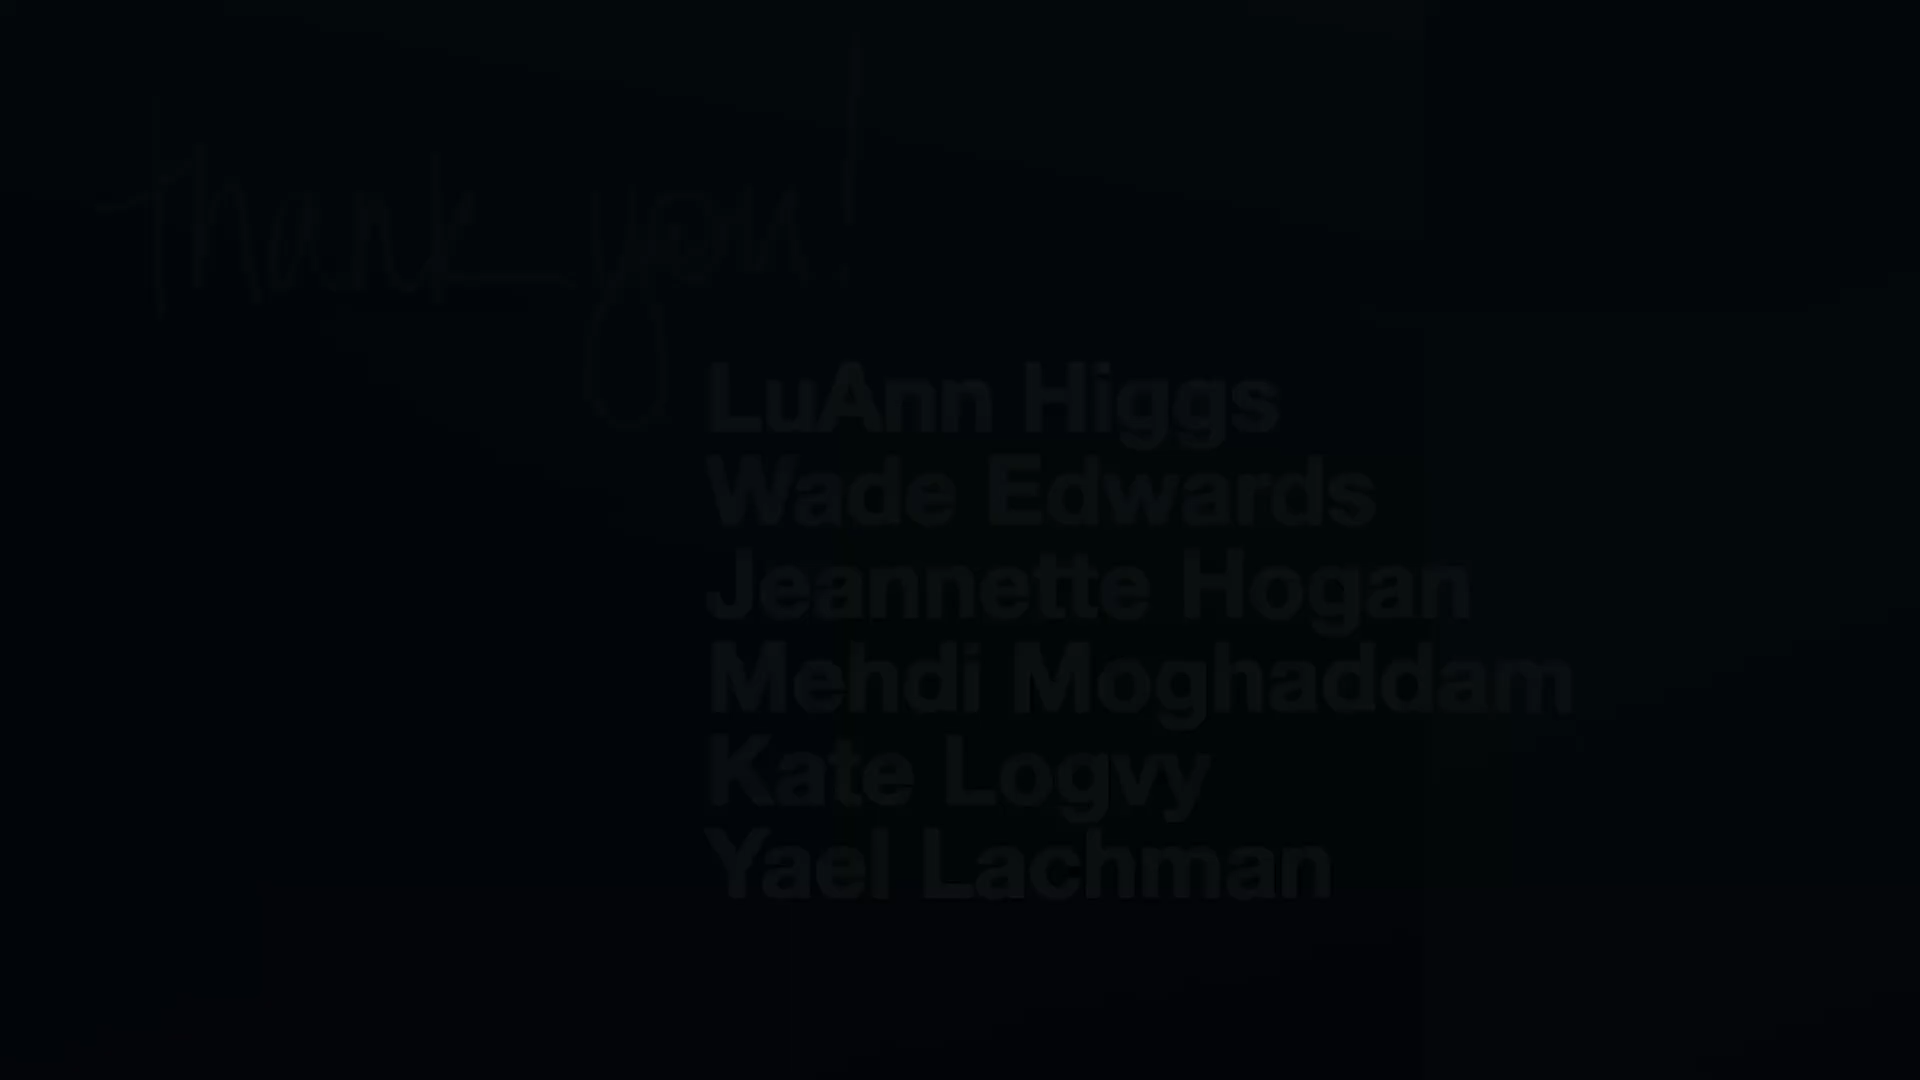 thank you!
LuAnn Higgs
Wade Edwards
Jeannette Hogan
Mehdi Moghaddam
Kate Logvy
Yael Lachman